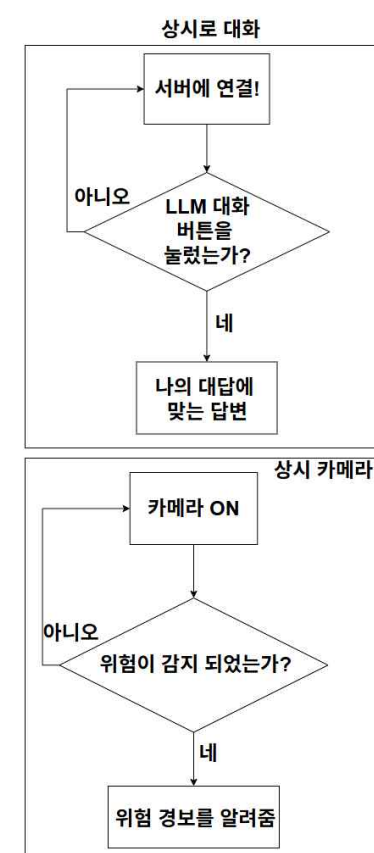 상시로 대화
서버에 연결!
아니오
LLM 대화
버튼을
눌렀는가?
네
나의 대답에
맞는 답변
상시 카메라
카메라 ON
아니오
위험이 감지 되었는가?
네
위험 경보를 알려줌